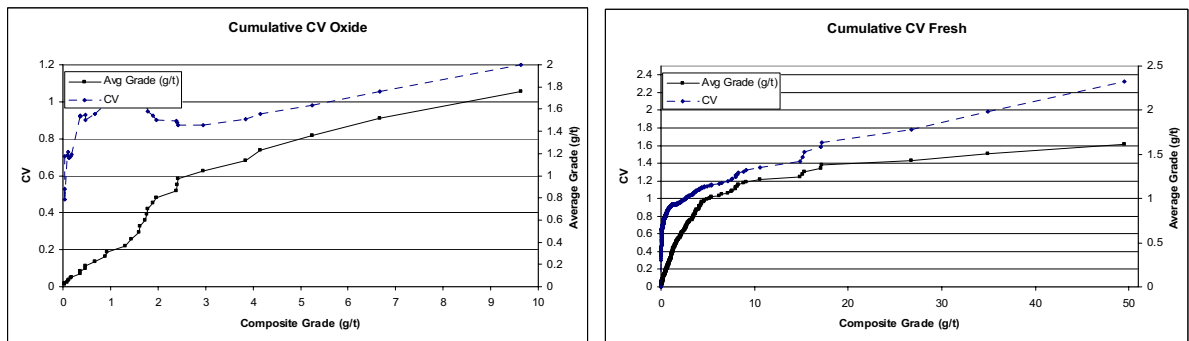 Cumulative CV Oxide
Avg Grade (g/t)
CV
CV
1.2
1
0.8
0.6
0.4
0.2
0
2
1.8
1.6
1.4
1.2
1
0.8
0.6
0.4
0.2
0
Average Grade (g/t)
0 1 2 3 4 5 6 7 8 9 10
Composite Grade (g/t)
Cumulative CV Fresh
Avg Grade (g/t)
CV
CV
2.4
2.2
2
1.8
1.6
1.4
1.2
1
0.8
0.6
0.4
0.2
0
2.5
2
1.5
1
0.5
0
Average Grade (g/t)
0 10 20 30 40 50
Composite Grade (g/t)